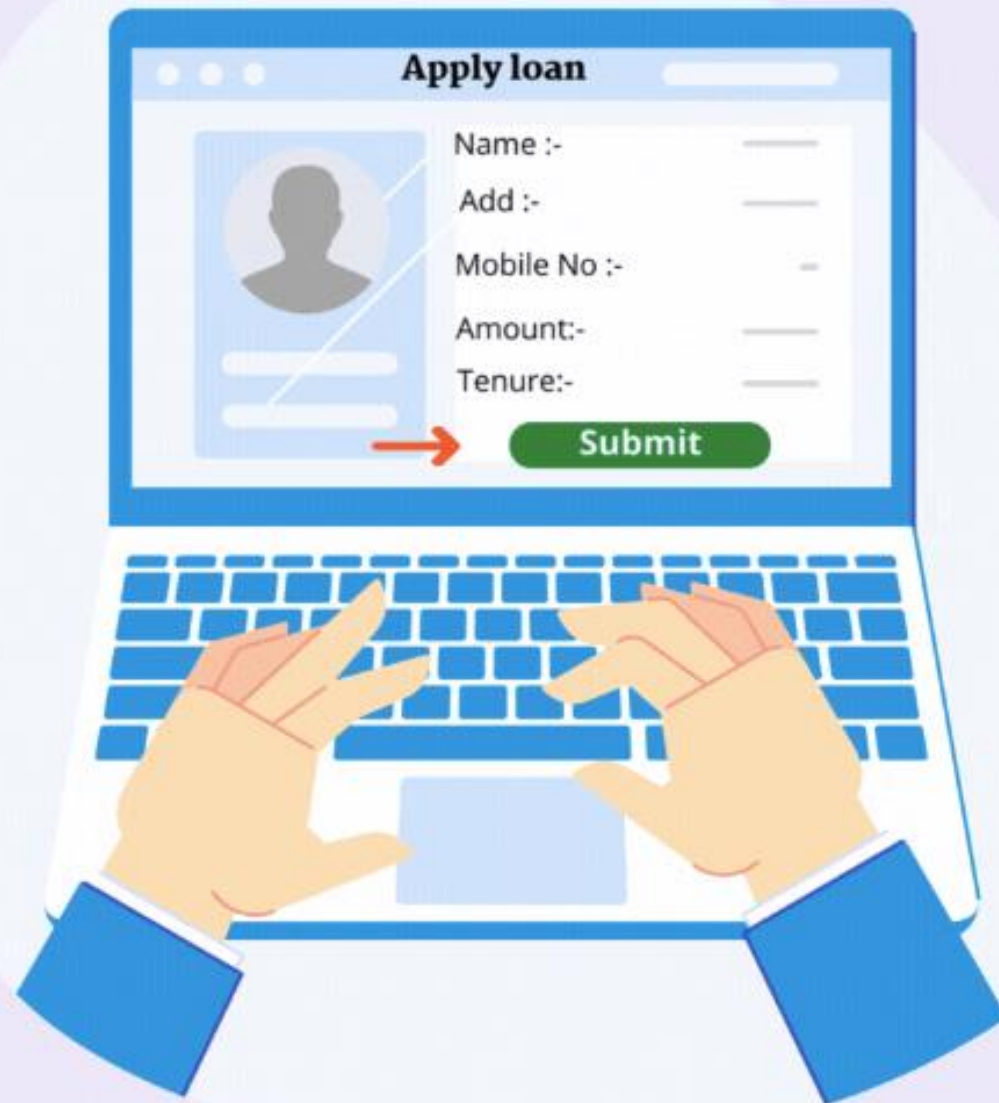 Apply loan
Name :-
Add :-
Mobile No :-
Amount:-
Tenure:-
Submit